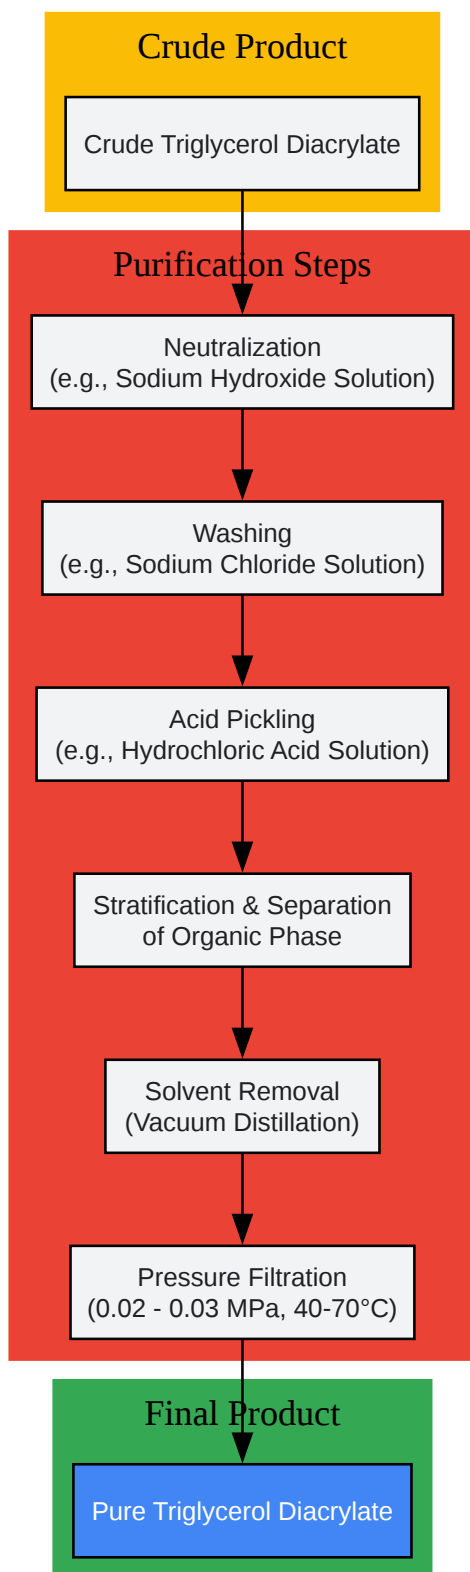 Crude Product
Crude Triglycerol Diacrylate
Purification Steps
Neutralization
(e.g., Sodium Hydroxide Solution)
Washing
(e.g., Sodium Chloride Solution)
Acid Pickling
(e.g., Hydrochloric Acid Solution)
Stratification & Separation
of Organic Phase
Solvent Removal
(Vacuum Distillation)
Pressure Filtration
(0.02 - 0.03 MPa, 40-70°C)
Final Product
Pure Triglycerol Diacrylate